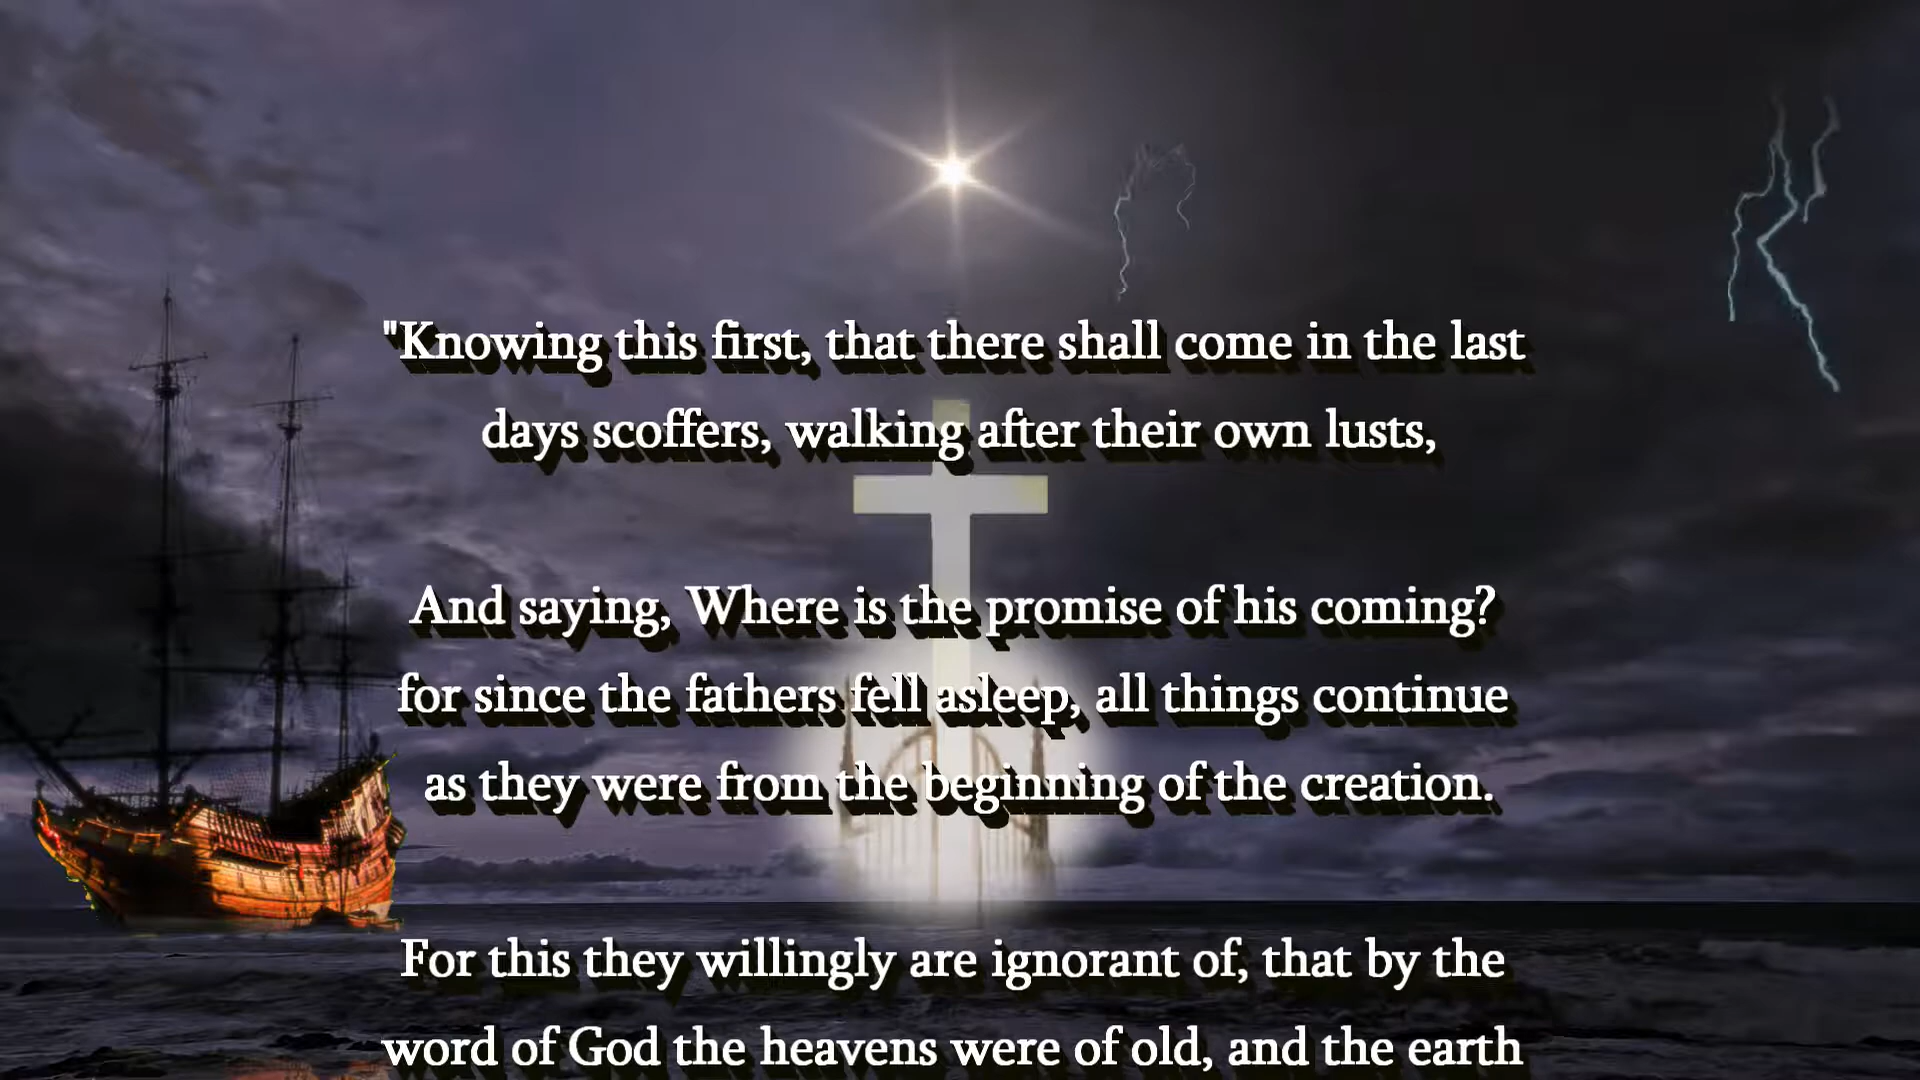 "Knowing this first, that there shall come in the last
days scoffers, walking after their own lusts,
And saying, Where is the promise of his coming?
for since the fathers fell asleep, all things continue
as they were from the beginning of the creation.
For this they willingly are ignorant of, that by the
word of God the heavens were of old, and the earth